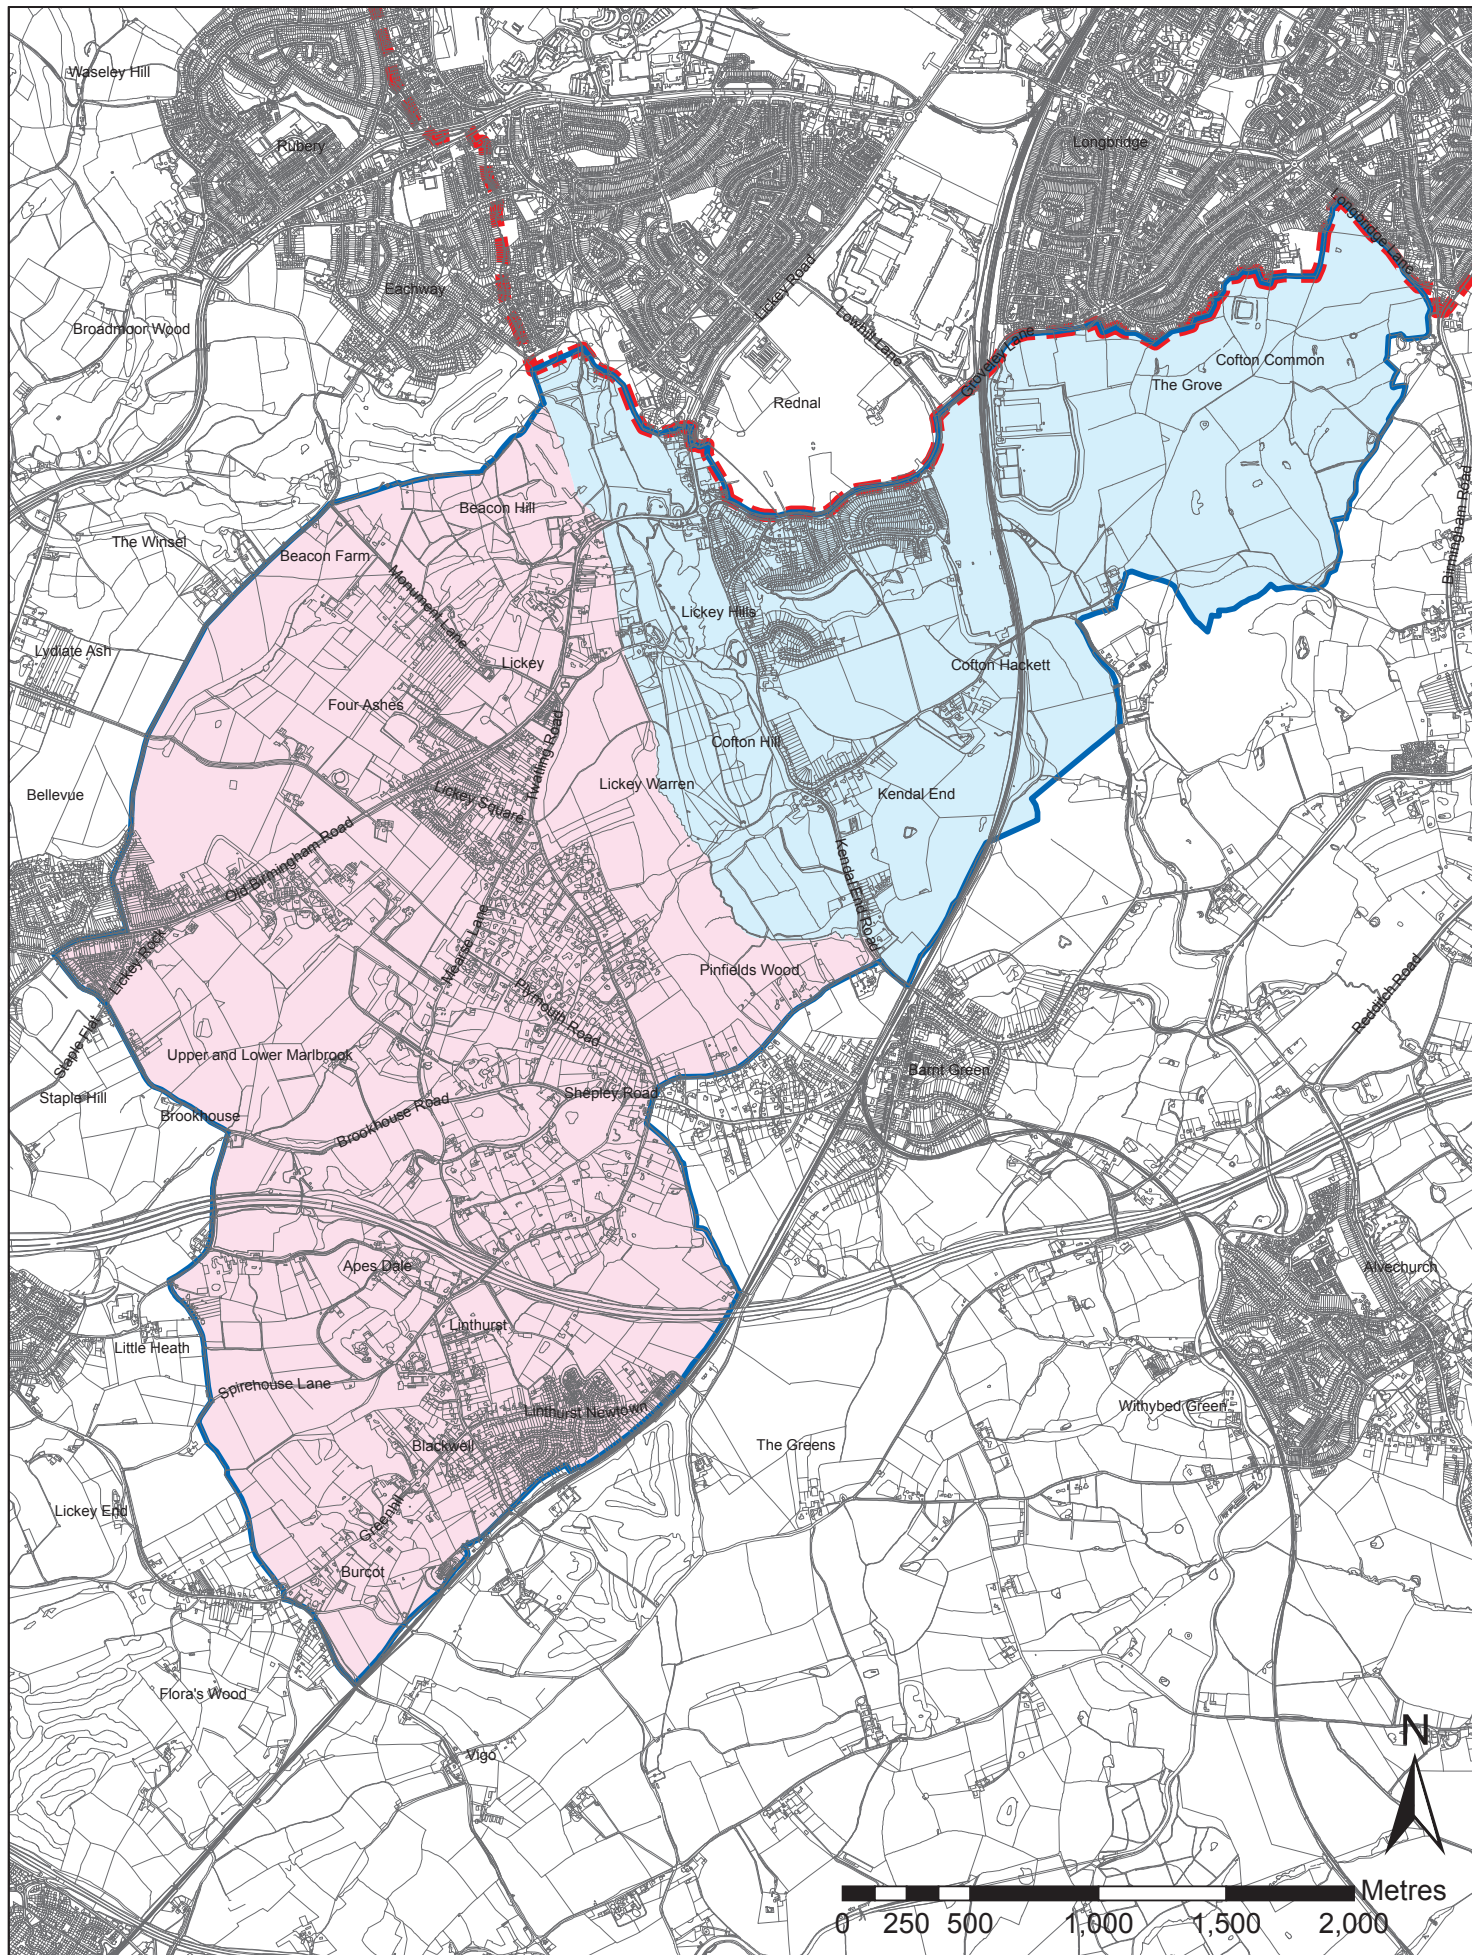 Waseley Hill
Rubery
Longbridge
Longbridge Lane
Eachway
Lickey Road
Lowhill Lane
Broadmoor Wood
Groveley Lane
Cofton Common
The Grove
Rednal
Birmingham Road
Beacon Hill
The Winsel
Beacon Farm
Monument Lane
Lickey Hills
Lydiate Ash
Lickey
Cofton Hackett
Four Ashes
Twatling Road
Cofton Hill
Lickey Warren
Lickey Square
Bellevue
Kendal End
Old Birmingham Road
Kendal End Road
Mearse Lane
Lickey Rock
Pinfields Wood
Plymouth Road
Redditch Road
Staple Flat
Upper and Lower Marlbrook
Barnt Green
Staple Hill
Shepley Road
Brookhouse
Brookhouse Road
Apes Dale
Alvechurch
Linthurst
Little Heath
Spirehouse Lane
Linthurst Newtown
Withybed Green
Blackwell
The Greens
Lickey End
Greenhill
Burcot
Flora's Wood
Vigo
N
Metres
0 250 500 1,000 1,500 2,000